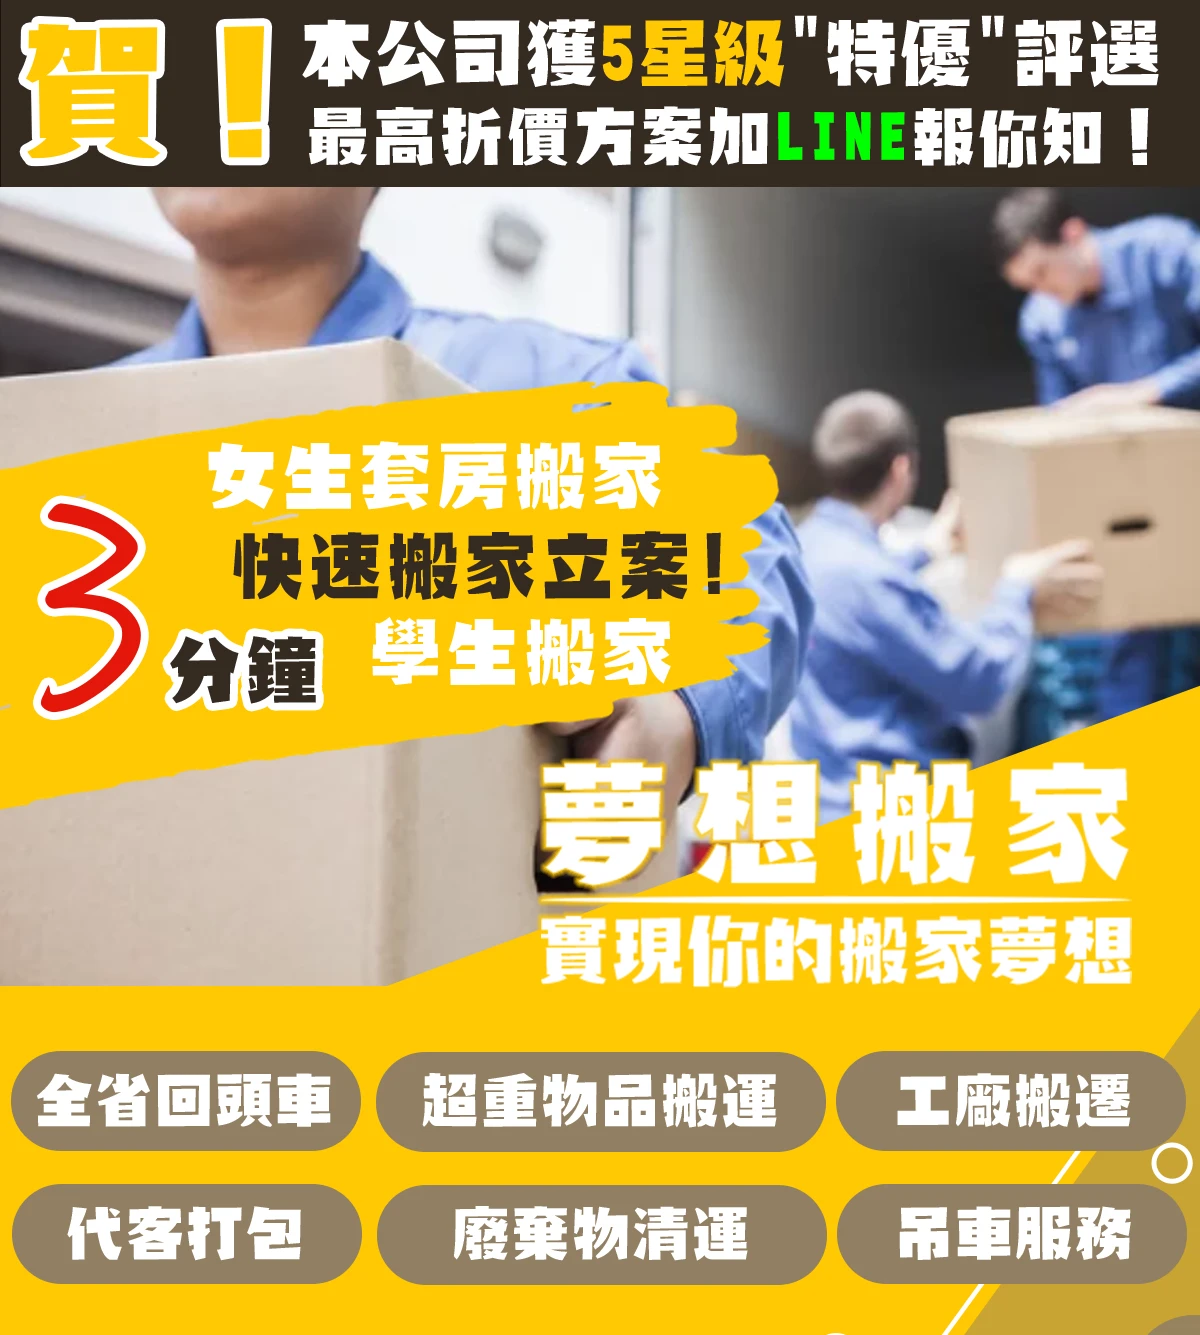 賀！
本公司獲5星級"特優"評選
最高折價方案加LINE報你知！
女生套房搬家
快速搬家立案！
3分鐘
學生搬家
夢想搬家
實現你的搬家夢想
全省回頭車
超重物品搬運
工廠搬遷
代客打包
廢棄物清運
吊車服務